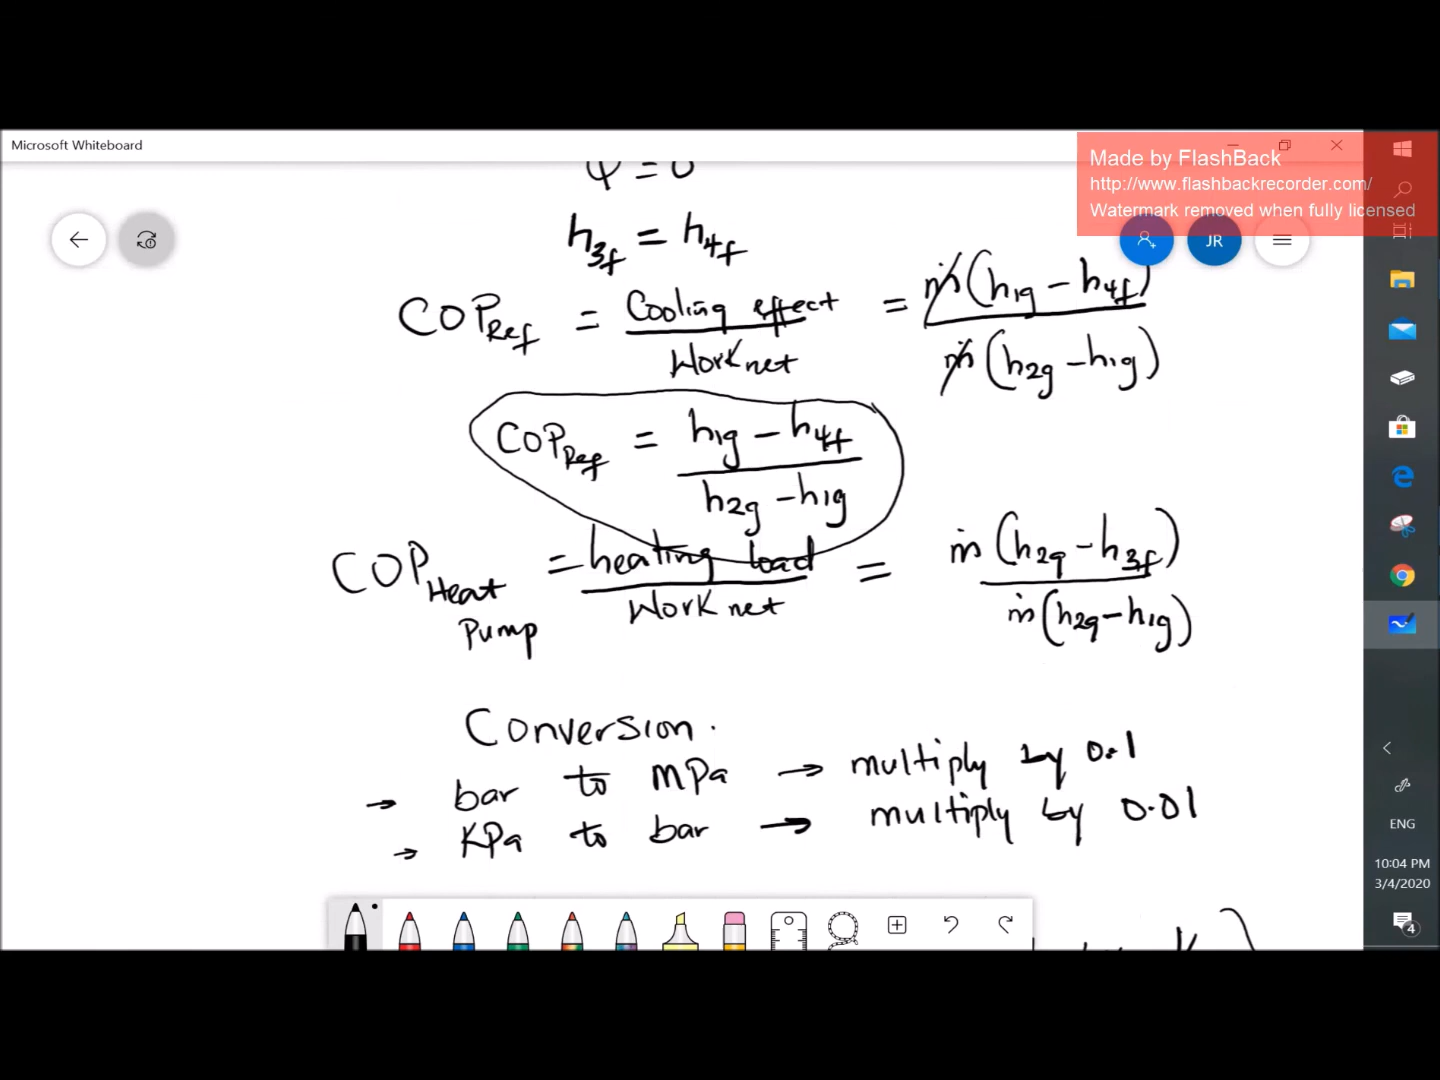 Microsoft Whiteboard
Made by FlashBack
http://www.flashbackrecorder.com/
Watermark removed when fully licensed
JR
h3f = h4f
COPRef = Cooling effect / Work net = ṁ(h1g - h4f) / ṁ(h2g - h1g)
COPRef = h1g - h4f / h2g - h1g
COP Heat Pump = heating load / Work net = ṁ(h2g - h3f) / ṁ(h2g - h1g)
Conversion.
→ bar to MPa → multiply by 0.1
→ KPa to bar → multiply by 0.01
ENG
10:04 PM
3/4/2020
4